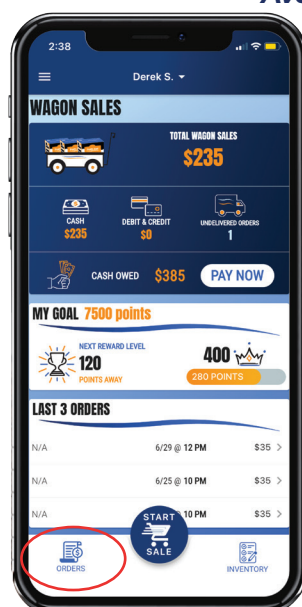 2:38
Derek S.
WAGON SALES
TOTAL WAGON SALES
$235
CASH
$235
DEBIT & CREDIT
$0
UNDELIVERED ORDERS
1
CASH OWED $385 PAY NOW
MY GOAL 7500 points
NEXT REWARD LEVEL
120
POINTS AWAY
400
280 POINTS
LAST 3 ORDERS
N/A 6/29 @ 12 PM $35
N/A 6/25 @ 10 PM $35
N/A 10 PM $35
START
SALE
ORDERS
INVENTORY